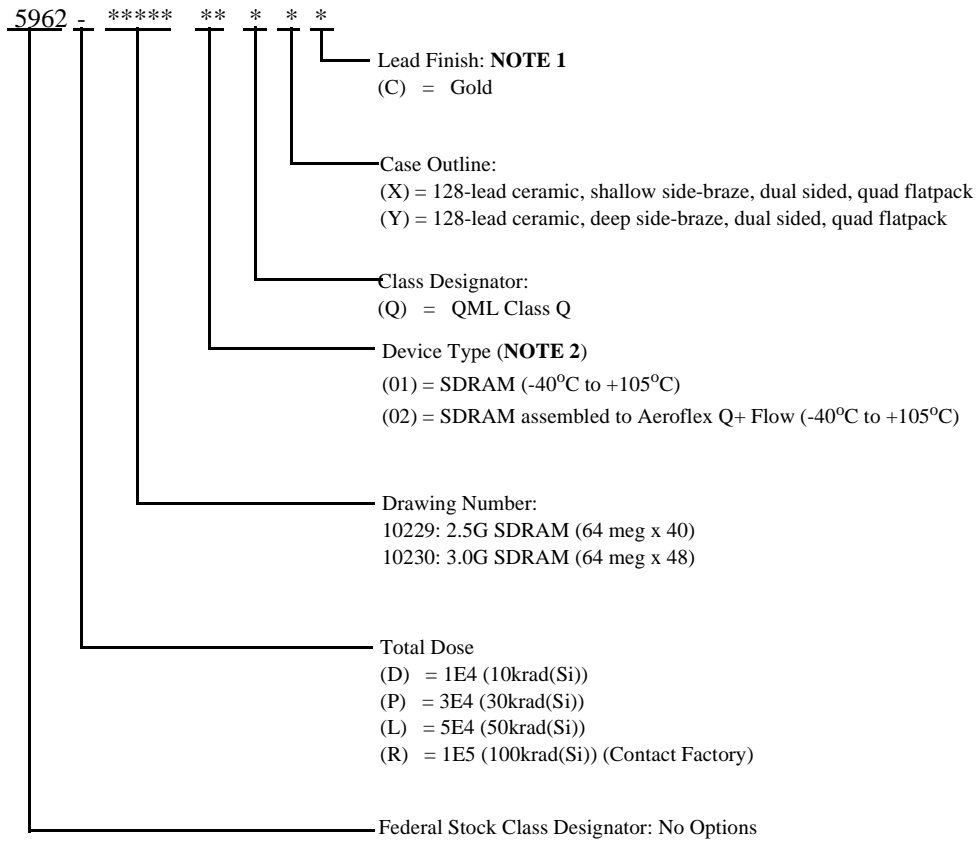 5962 - ***** ** * * *
Lead Finish: NOTE 1
(C) = Gold
Case Outline:
(X) = 128-lead ceramic, shallow side-braze, dual sided, quad flatpack
(Y) = 128-lead ceramic, deep side-braze, dual sided, quad flatpack
Class Designator:
(Q) = QML Class Q
Device Type (NOTE 2)
(01) = SDRAM (-40oC to +105oC)
(02) = SDRAM assembled to Aeroflex Q+ Flow (-40oC to +105oC)
Drawing Number:
10229: 2.5G SDRAM (64 meg x 40)
10230: 3.0G SDRAM (64 meg x 48)
Total Dose
(D) = 1E4 (10krad(Si))
(P) = 3E4 (30krad(Si))
(L) = 5E4 (50krad(Si))
(R) = 1E5 (100krad(Si)) (Contact Factory)
Federal Stock Class Designator: No Options